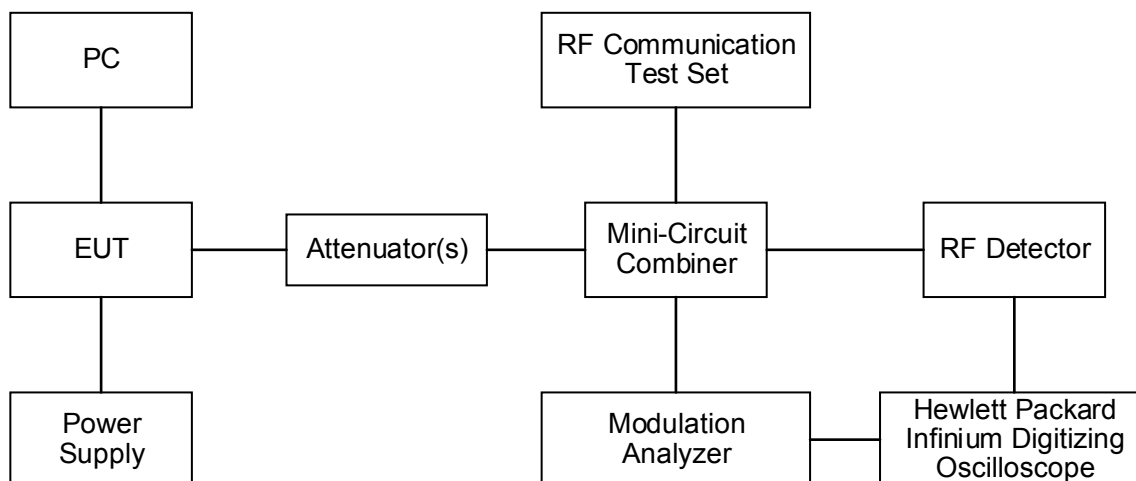 PC
RF Communication
Test Set
EUT
Attenuator(s)
Mini-Circuit
Combiner
RF Detector
Power
Supply
Modulation
Analyzer
Hewlett Packard
Infinium Digitizing
Oscilloscope